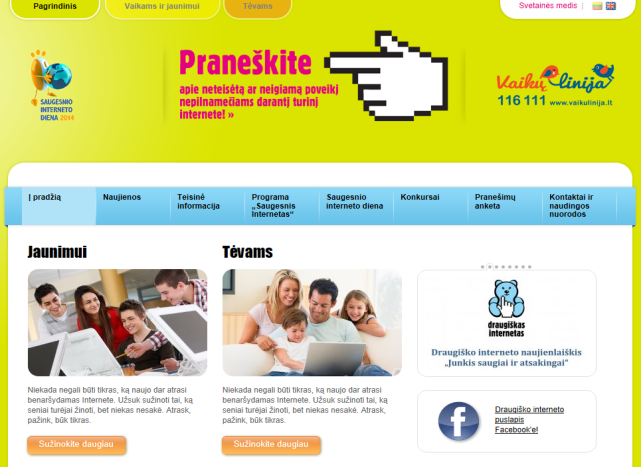 Pagrindinis
Vaikams ir jaunimui
Tėvams
Svetainės medis
SAUGESNIO
INTERNETO
DIENA 2014
Praneškite
apie neteisėtą ar neigiamą poveikį
nepilnamečiams darantį turinį
internete! »
Vaikų linija
116 111 www.vaikulinija.lt
Į pradžią
Naujienos
Teisinė
informacija
Programa
„Saugesnis
Internetas“
Saugesnio
interneto diena
Konkursai
Pranešimų
anketa
Kontaktai ir
naudingos
nuorodos
Jaunimui
Niekada negali būti tikras, ką naujo dar atrasi
benaršydamas Internete. Užsuk sužinoti tai, ką
seniai turėjai žinoti, bet niekas nesakė. Atrask,
pažink, būk tikras.
Sužinokite daugiau
Tėvams
Niekada negali būti tikras, ką naujo dar atrasi
benaršydamas Internete. Užsuk sužinoti tai, ką
seniai turėjai žinoti, bet niekas nesakė. Atrask,
pažink, būk tikras.
Sužinokite daugiau
draugiškas
internetas
Draugiško interneto naujienlaiškis
„Junkis saugiai ir atsakingai“
f
Draugiško interneto
puslapis
Facebook'e!